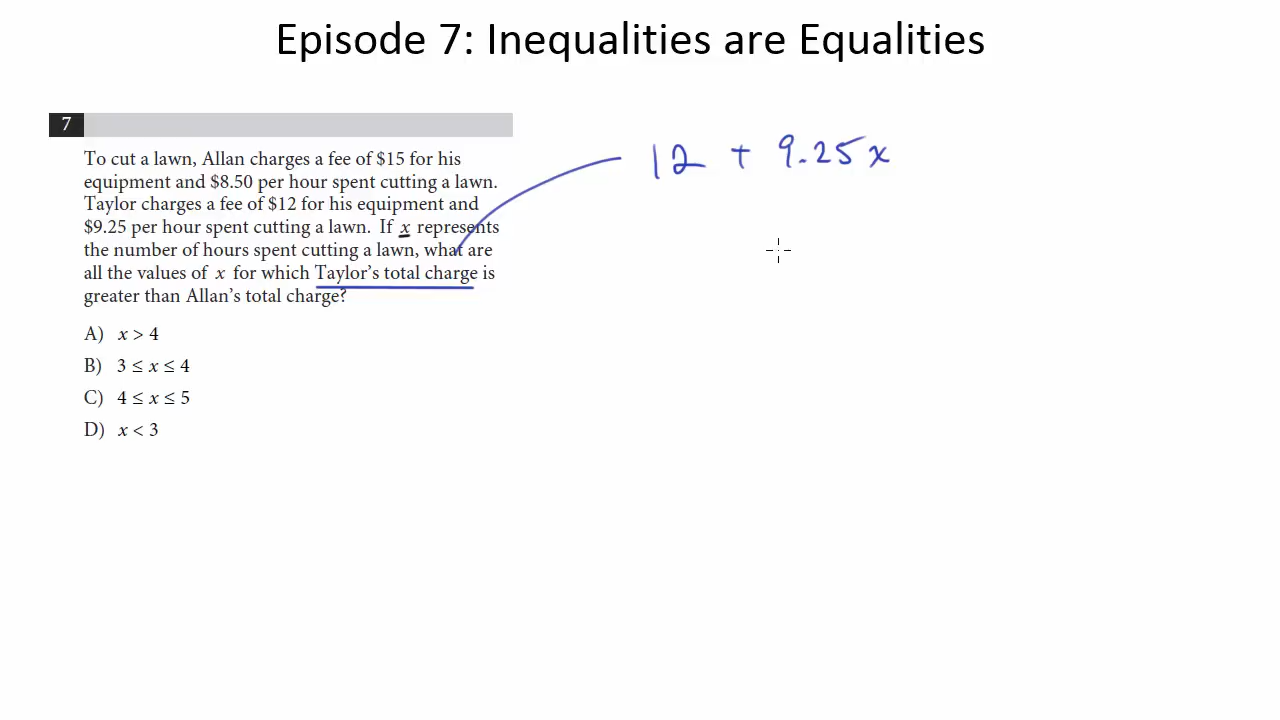 Episode 7: Inequalities are Equalities
7
To cut a lawn, Allan charges a fee of $15 for his
equipment and $8.50 per hour spent cutting a lawn.
Taylor charges a fee of $12 for his equipment and
$9.25 per hour spent cutting a lawn. If x represents
the number of hours spent cutting a lawn, what are
all the values of x for which Taylor's total charge is
greater than Allan's total charge?
A) x > 4
B) 3 ≤ x ≤ 4
C) 4 ≤ x ≤ 5
D) x < 3
12 + 9.25x